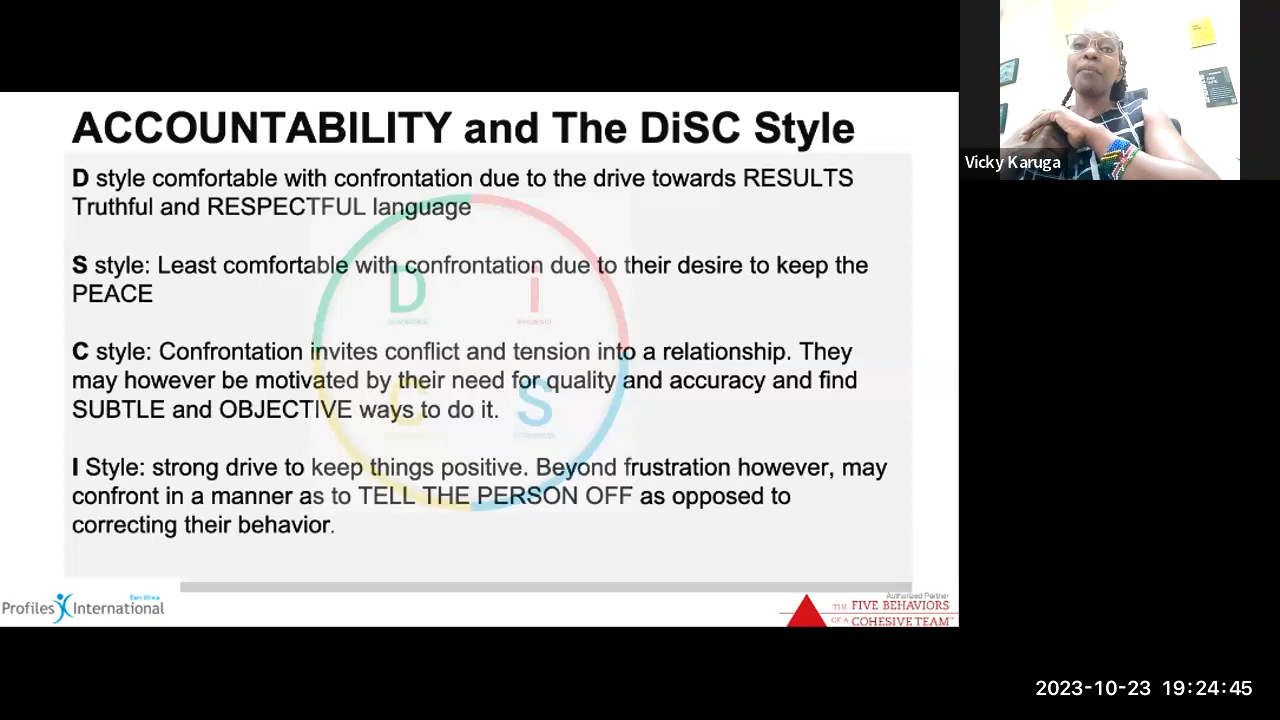 ACCOUNTABILITY and The DiSC Style
D style comfortable with confrontation due to the drive towards RESULTS
Truthful and RESPECTFUL language
S style: Least comfortable with confrontation due to their desire to keep the
PEACE
C style: Confrontation invites conflict and tension into a relationship. They
may however be motivated by their need for quality and accuracy and find
SUBTLE and OBJECTIVE ways to do it.
I Style: strong drive to keep things positive. Beyond frustration however, may
confront in a manner as to TELL THE PERSON OFF as opposed to
correcting their behavior.
D
i
C
S
East Africa
Profiles International
Authorized Partner
THE FIVE BEHAVIORS
OF A COHESIVE TEAM™
Vicky Karuga
2023-10-23 19:24:45